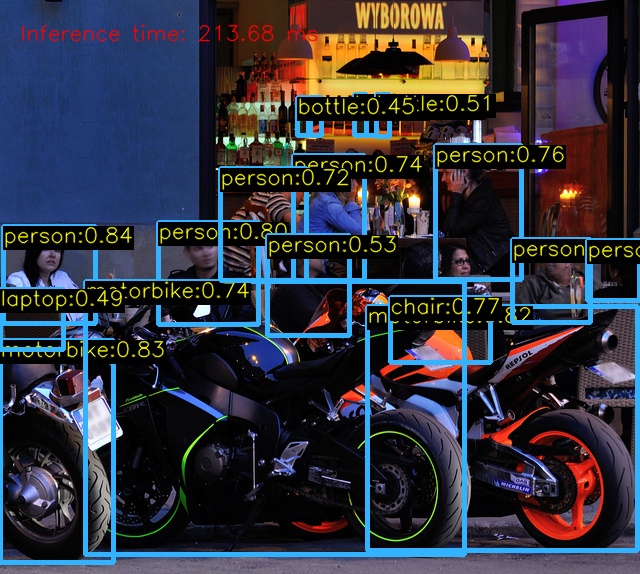 WYBOROWA
Inference time: 213.68 ms
bottle:0.45
le:0.51
person:0.74
person:0.76
person:0.72
person:0.84
person:0.80
person:0.53
person
perso
laptop:0.49
motorbike:0.74
chair:0.77
motorbike:0.83
REPSOL
MICHELIN